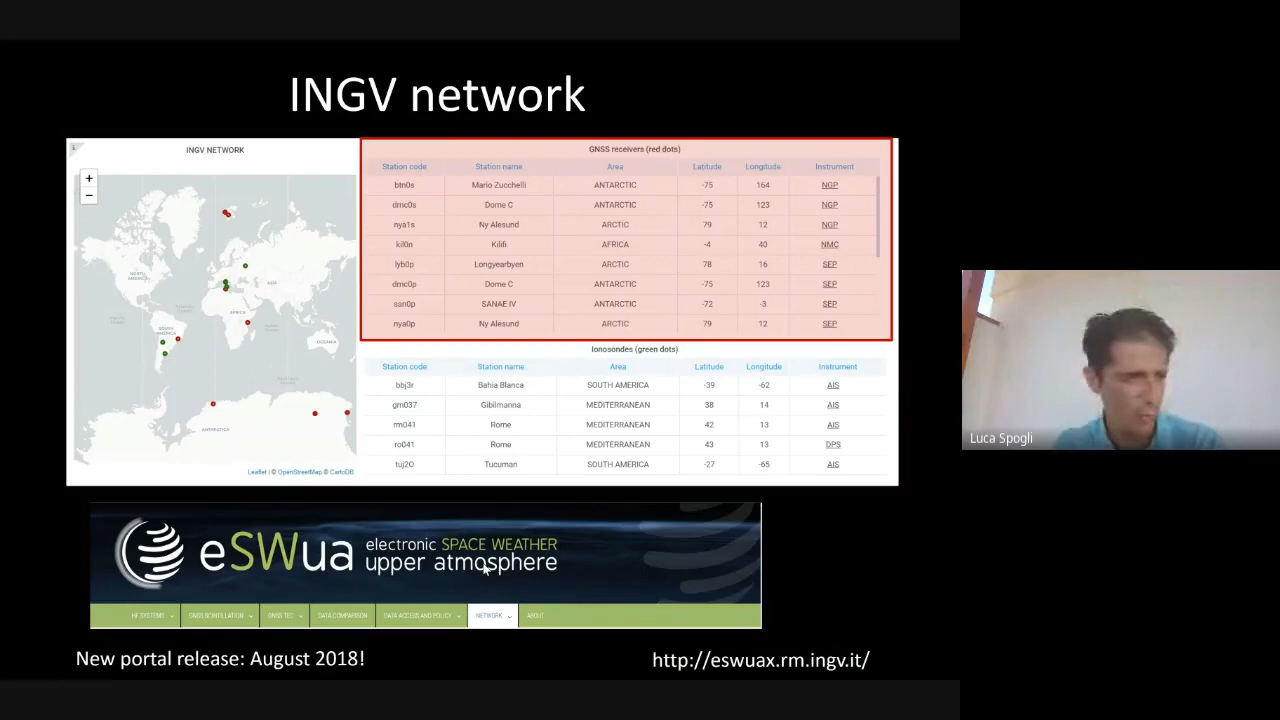 INGV network
INGV NETWORK
+
−
NORTH AMERICA
SOUTH AMERICA
AFRICA
ASIA
OCEANIA
ANTARCTICA
Leaflet | © OpenStreetMap © CartoDB
GNSS receivers (red dots)
Station code Station name Area Latitude Longitude Instrument
btn0s Mario Zucchelli ANTARCTIC -75 164 NGP
dmc0s Dome C ANTARCTIC -75 123 NGP
nya1s Ny Alesund ARCTIC 79 12 NGP
kil0n Kilifi AFRICA -4 40 NMC
lyb0p Longyearbyen ARCTIC 78 16 SEP
dmc0p Dome C ANTARCTIC -75 123 SEP
san0p SANAE IV ANTARCTIC -72 -3 SEP
nya0p Ny Alesund ARCTIC 79 12 SEP
Ionosondes (green dots)
Station code Station name Area Latitude Longitude Instrument
bbj3r Bahia Blanca SOUTH AMERICA -39 -62 AIS
gm037 Gibilmanna MEDITERRANEAN 38 14 AIS
rm041 Rome MEDITERRANEAN 42 13 AIS
ro041 Rome MEDITERRANEAN 43 13 DPS
tuj2o Tucuman SOUTH AMERICA -27 -65 AIS
eSWua electronic SPACE WEATHER
upper atmosphere
HF SYSTEMS GNSS SCINTILLATION GNSS TEC DATA COMPARISON DATA ACCESS AND POLICY NETWORK ABOUT
New portal release: August 2018!
http://eswuax.rm.ingv.it/
Luca Spogli